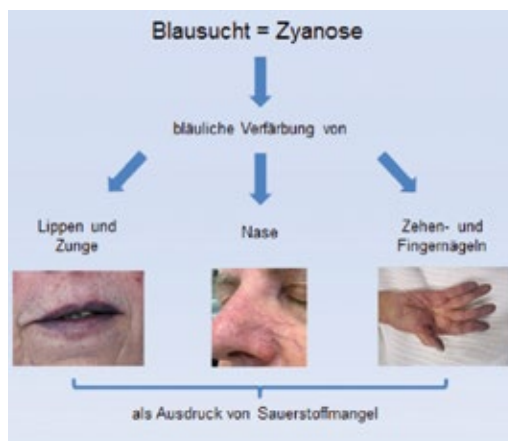 Blausucht = Zyanose
bläuliche Verfärbung von
Lippen und
Zunge
Nase
Zehen- und
Fingernägeln
als Ausdruck von Sauerstoffmangel